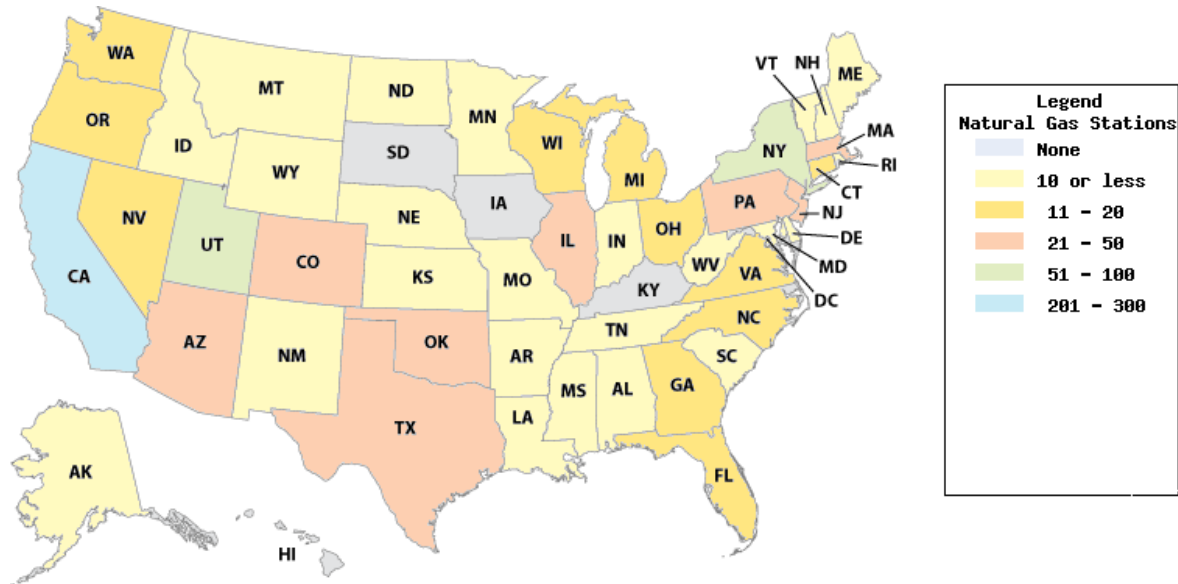 WA
MT
ND
MN
VT
NH
ME
OR
ID
SD
WI
MI
NY
MA
RI
WY
CT
NV
UT
NE
IA
PA
NJ
CA
CO
IL
IN
OH
DE
KS
MO
WV
VA
MD
DC
KY
AZ
NM
OK
TN
NC
AR
SC
MS
AL
GA
TX
LA
AK
FL
HI
Legend
Natural Gas Stations
None
10 or less
11 - 20
21 - 50
51 - 100
201 - 300